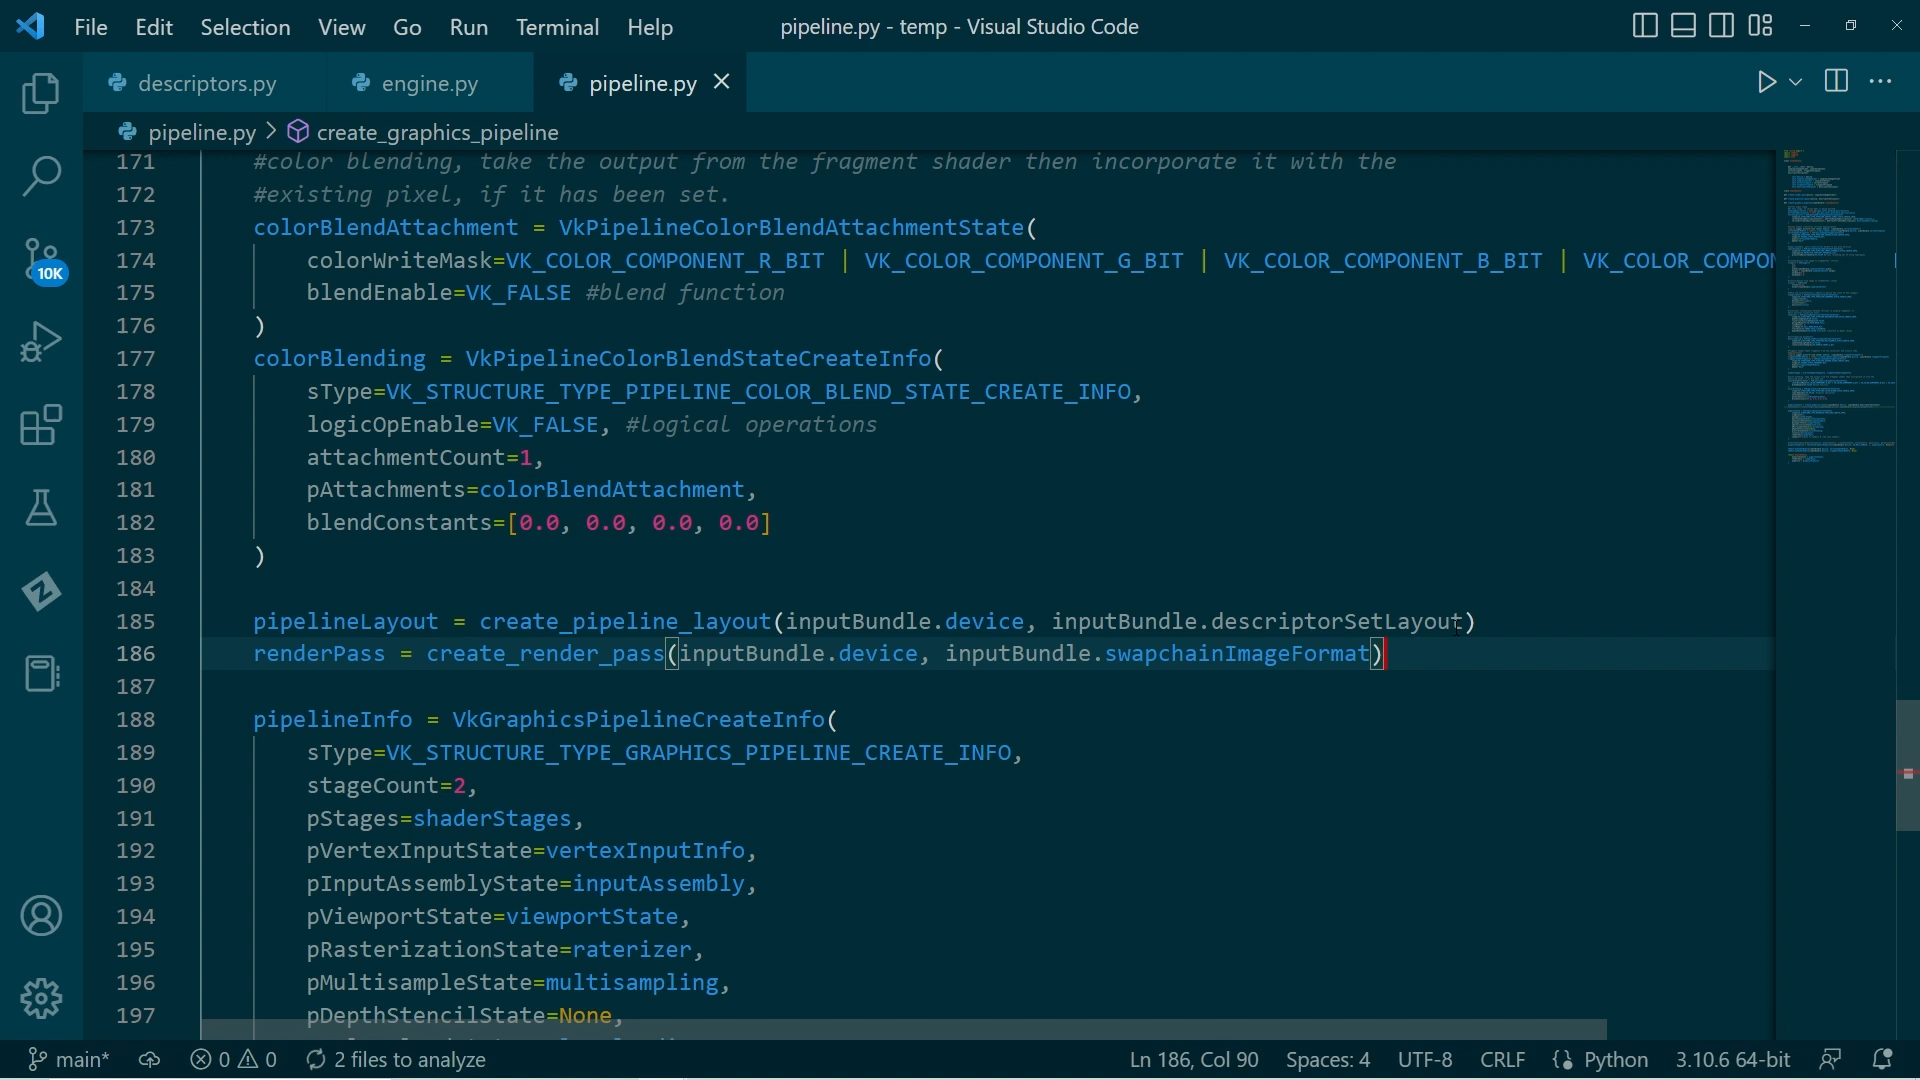 File Edit Selection View Go Run Terminal Help pipeline.py - temp - Visual Studio Code
descriptors.py engine.py pipeline.py
pipeline.py > create_graphics_pipeline
171 #color blending, take the output from the fragment shader then incorporate it with the
172 #existing pixel, if it has been set.
173 colorBlendAttachment = VkPipelineColorBlendAttachmentState(
174 colorWriteMask=VK_COLOR_COMPONENT_R_BIT | VK_COLOR_COMPONENT_G_BIT | VK_COLOR_COMPONENT_B_BIT | VK_COLOR_COMPON
10K
175 blendEnable=VK_FALSE #blend function
176 )
177 colorBlending = VkPipelineColorBlendStateCreateInfo(
178 sType=VK_STRUCTURE_TYPE_PIPELINE_COLOR_BLEND_STATE_CREATE_INFO,
179 logicOpEnable=VK_FALSE, #logical operations
180 attachmentCount=1,
181 pAttachments=colorBlendAttachment,
182 blendConstants=[0.0, 0.0, 0.0, 0.0]
183 )
184
185 pipelineLayout = create_pipeline_layout(inputBundle.device, inputBundle.descriptorSetLayout)
186 renderPass = create_render_pass(inputBundle.device, inputBundle.swapchainImageFormat)
187
188 pipelineInfo = VkGraphicsPipelineCreateInfo(
189 sType=VK_STRUCTURE_TYPE_GRAPHICS_PIPELINE_CREATE_INFO,
190 stageCount=2,
191 pStages=shaderStages,
192 pVertexInputState=vertexInputInfo,
193 pInputAssemblyState=inputAssembly,
194 pViewportState=viewportState,
195 pRasterizationState=raterizer,
196 pMultisampleState=multisampling,
197 pDepthStencilState=None,
main* 0 0 2 files to analyze Ln 186, Col 90 Spaces: 4 UTF-8 CRLF Python 3.10.6 64-bit